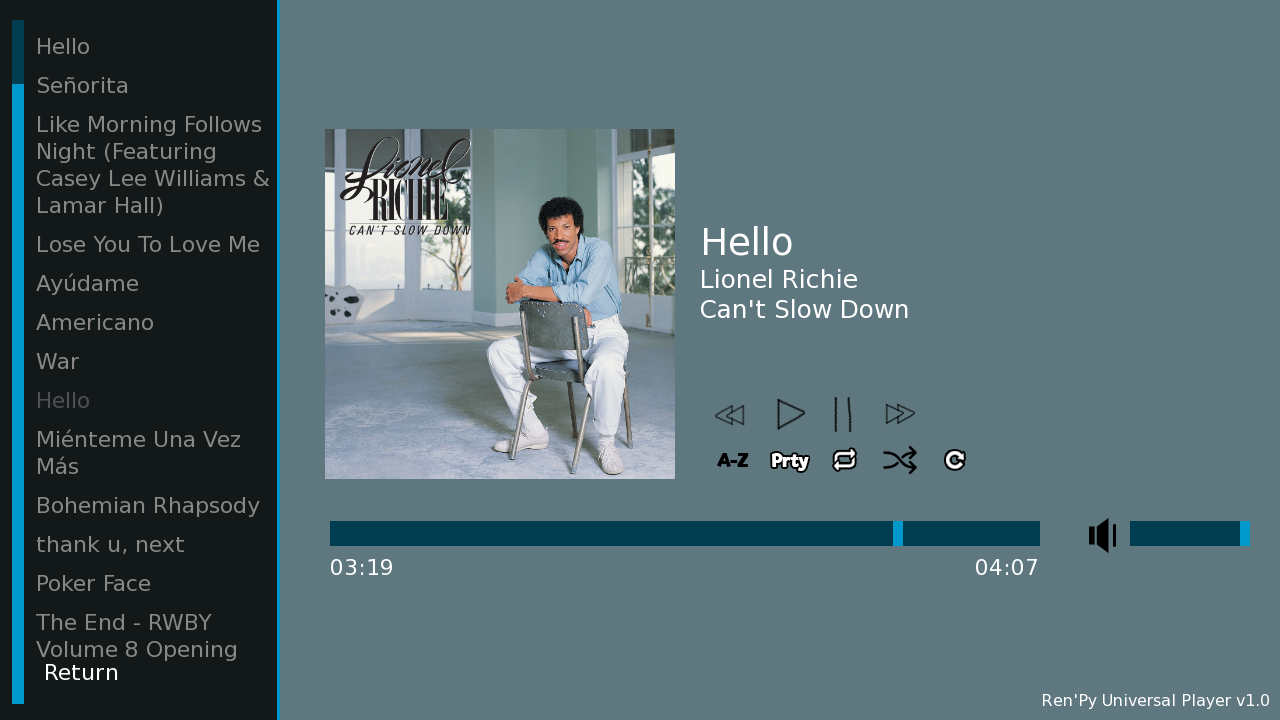 Hello
Señorita
Like Morning Follows
Night (Featuring
Casey Lee Williams &
Lamar Hall)
Lose You To Love Me
Ayúdame
Americano
War
Hello
Miénteme Una Vez
Más
Bohemian Rhapsody
thank u, next
Poker Face
The End - RWBY
Volume 8 Opening
Return
Lionel
RICHIE
CAN'T SLOW DOWN
Hello
Lionel Richie
Can't Slow Down
A-Z Prty
03:19 04:07
Ren'Py Universal Player v1.0